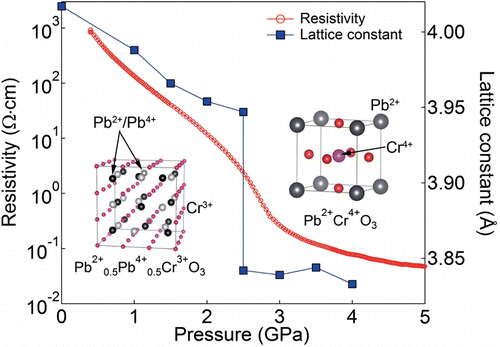 Resistivity
Lattice constant
10³
10²
10¹
10⁰
10⁻¹
10⁻²
Resistivity (Ω·cm)
4.00
3.95
3.90
3.85
Lattice constant (Å)
Pb²⁺/Pb⁴⁺
Cr³⁺
Pb²⁺₀.₅Pb⁴⁺₀.₅Cr³⁺O₃
Pb²⁺
Cr⁴⁺
Pb²⁺Cr⁴⁺O₃
0 1 2 3 4 5
Pressure (GPa)